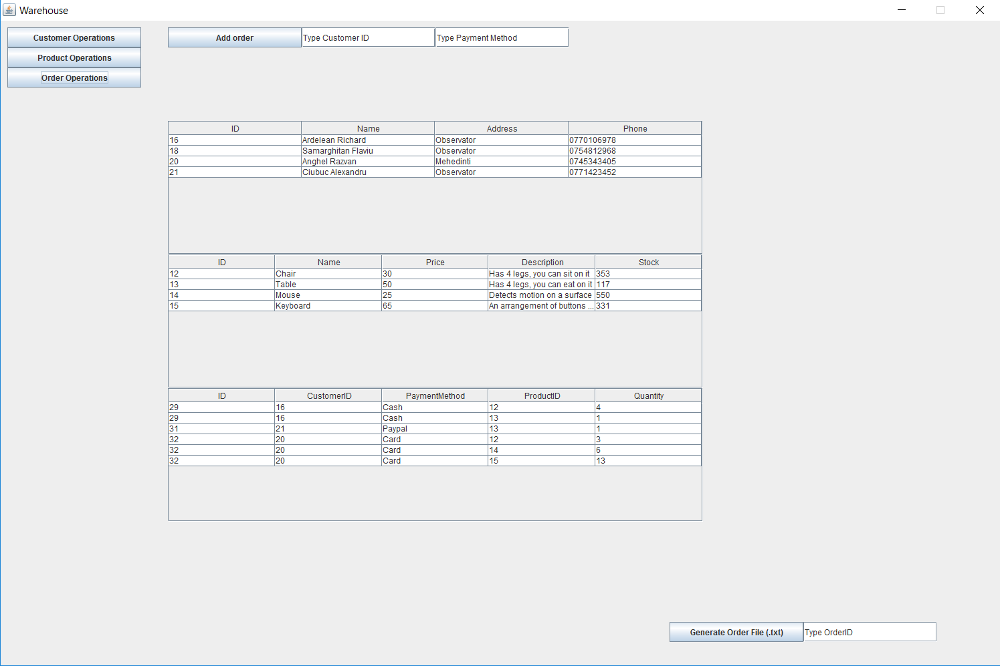 Warehouse
Customer Operations
Product Operations
Order Operations
Add order Type Customer ID Type Payment Method
ID Name Address Phone
16 Ardelean Richard Observator 0770106978
18 Samarghitan Flaviu Observator 0754812968
20 Anghel Razvan Mehedinti 0745343405
21 Ciubuc Alexandru Observator 0771423452
ID Name Price Description Stock
12 Chair 30 Has 4 legs, you can sit on it 353
13 Table 50 Has 4 legs, you can eat on it 117
14 Mouse 25 Detects motion on a surface 550
15 Keyboard 65 An arrangement of buttons ... 331
ID CustomerID PaymentMethod ProductID Quantity
29 16 Cash 12 4
29 16 Cash 13 1
31 21 Paypal 13 1
32 20 Card 12 3
32 20 Card 14 6
32 20 Card 15 13
Generate Order File (.txt) Type OrderID